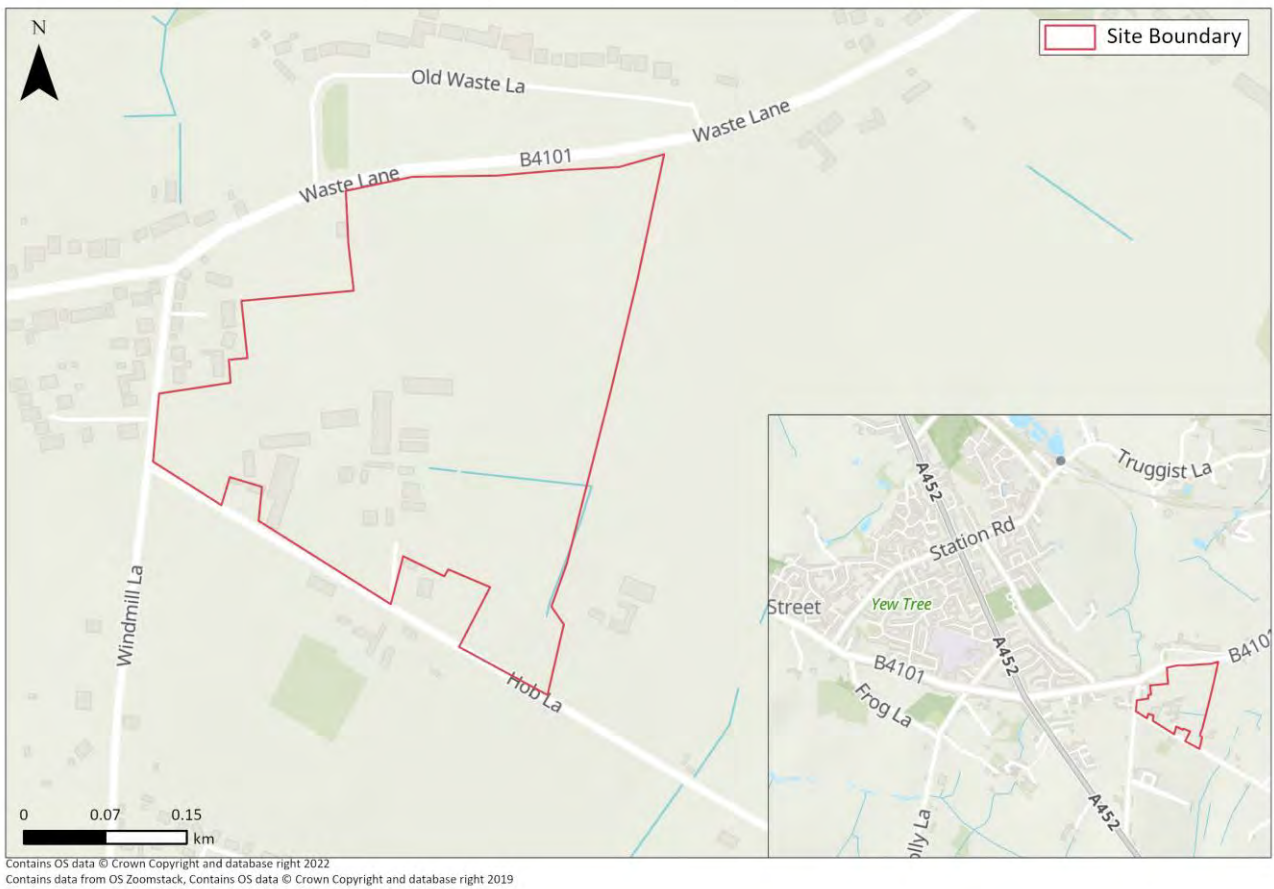 N
Site Boundary
Old Waste La
Waste Lane
B4101
Waste Lane
Windmill La
Hob La
A452
Truggist La
Station Rd
Street
Yew Tree
A452
B4101
B4101
Frog La
A452
olly La
0 0.07 0.15
km
Contains OS data © Crown Copyright and database right 2022
Contains data from OS Zoomstack, Contains OS data © Crown Copyright and database right 2019